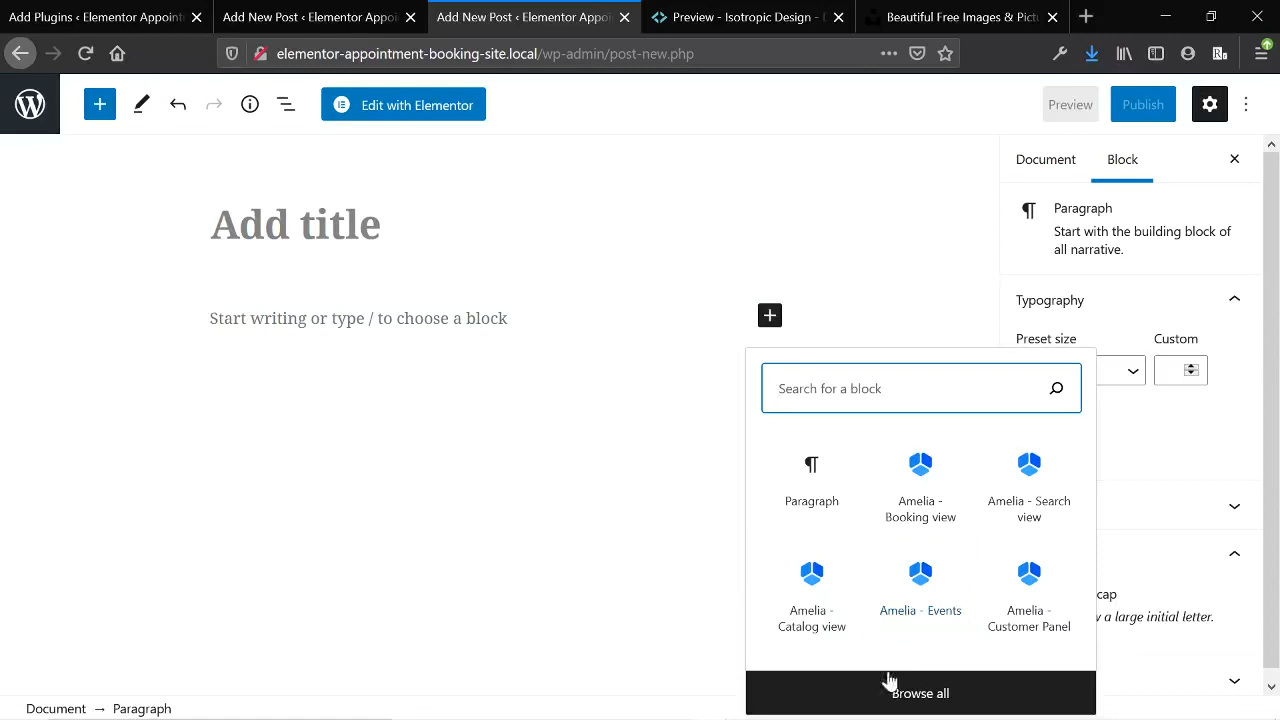 Add Plugins ‹ Elementor Appoint
Add New Post ‹ Elementor Appoi
Add New Post ‹ Elementor Appoi
Preview - Isotropic Design -
Beautiful Free Images & Pictu
elementor-appointment-booking-site.local/wp-admin/post-new.php
Edit with Elementor
Preview
Publish
Document
Block
Paragraph
Start with the building block of
all narrative.
Add title
Start writing or type / to choose a block
Typography
Preset size
Custom
Search for a block
Paragraph
Amelia -
Booking view
Amelia - Search
view
Amelia -
Catalog view
Amelia - Events
Amelia -
Customer Panel
cap
a large initial letter.
Browse all
Document → Paragraph